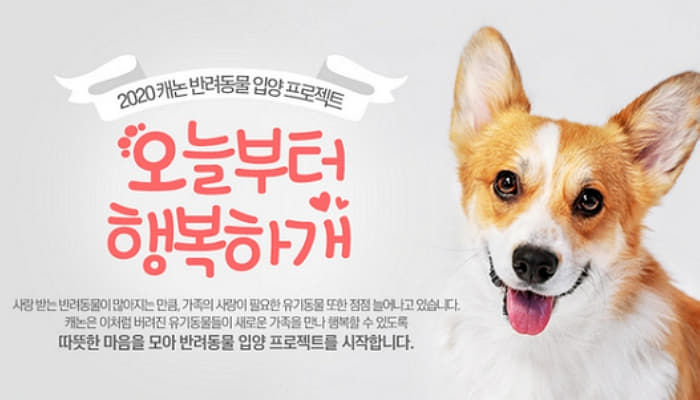 2020 캐논 반려동물 입양 프로젝트
오늘부터
행복하개
사랑 받는 반려동물이 많아지는 만큼, 가족의 사랑이 필요한 유기동물 또한 점점 늘어나고 있습니다.
캐논은 이처럼 버려진 유기동물들이 새로운 가족을 만나 행복할 수 있도록
따뜻한 마음을 모아 반려동물 입양 프로젝트를 시작합니다.